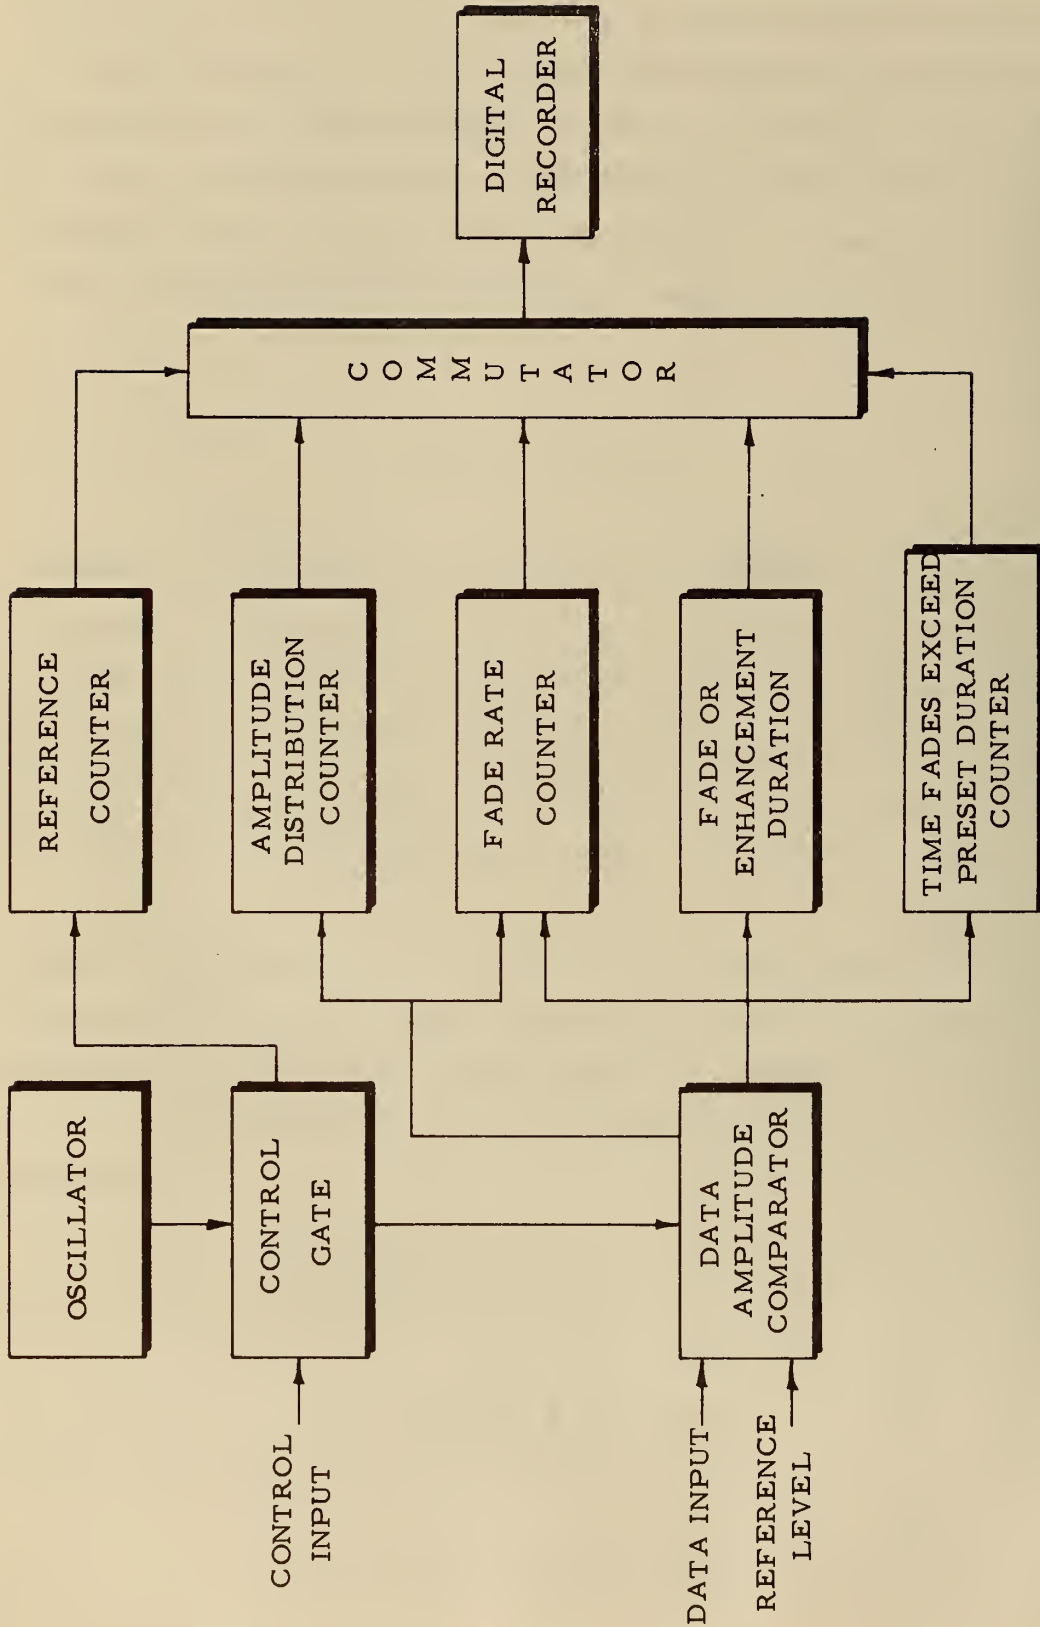 OSCILLATOR
REFERENCE
COUNTER
CONTROL
INPUT
CONTROL
GATE
AMPLITUDE
DISTRIBUTION
COUNTER
FADE RATE
COUNTER
COMMUTATOR
DIGITAL
RECORDER
DATA INPUT
REFERENCE
LEVEL
DATA
AMPLITUDE
COMPARATOR
FADE OR
ENHANCEMENT
DURATION
TIME FADES EXCEED
PRESET DURATION
COUNTER